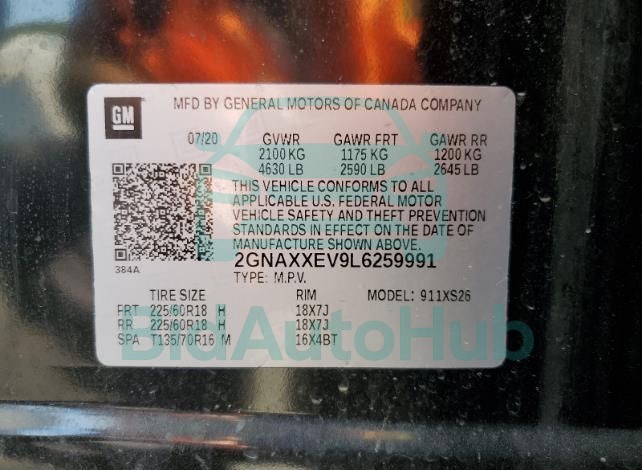 GM
MFD BY GENERAL MOTORS OF CANADA COMPANY
07/20 GVWR GAWR FRT GAWR RR
2100 KG 1175 KG 1200 KG
4630 LB 2590 LB 2645 LB
THIS VEHICLE CONFORMS TO ALL
APPLICABLE U.S. FEDERAL MOTOR
VEHICLE SAFETY AND THEFT PREVENTION
STANDARDS IN EFFECT ON DATE OF
MANUFACTURE SHOWN ABOVE.
384A 2GNAXXEV9L6259991
TYPE: M.P.V.
TIRE SIZE RIM MODEL: 911XS26
FRT 225/60R18 H 18X7J
RR 225/60R18 H 18X7J
SPA T135/70R16 M 16X4BT
BidAutoHub